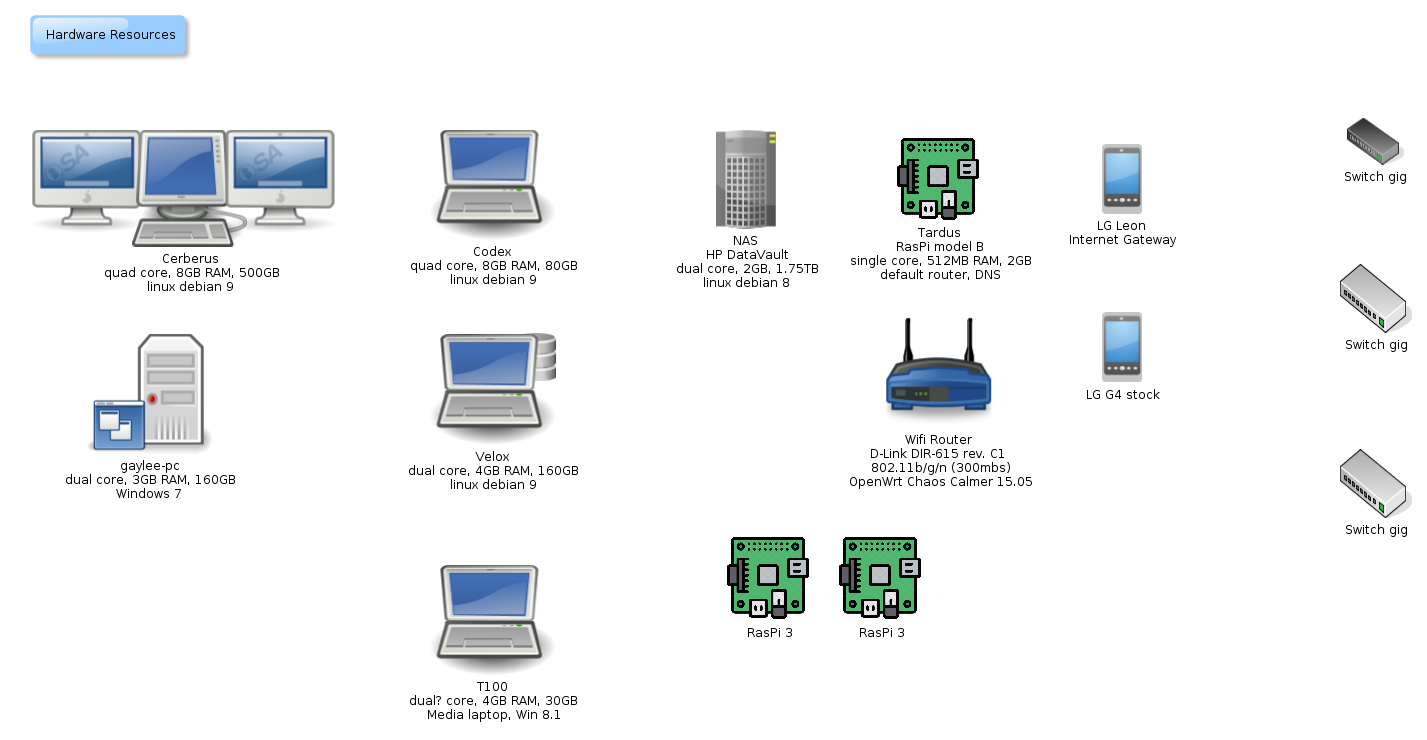 Hardware Resources
OSA
OSA
Cerberus
quad core, 8GB RAM, 500GB
linux debian 9
Codex
quad core, 8GB RAM, 80GB
linux debian 9
NAS
HP DataVault
dual core, 2GB, 1.75TB
linux debian 8
Tardus
RasPi model B
single core, 512MB RAM, 2GB
default router, DNS
LG Leon
Internet Gateway
Switch gig
gaylee-pc
dual core, 3GB RAM, 160GB
Windows 7
Velox
dual core, 4GB RAM, 160GB
linux debian 9
Wifi Router
D-Link DIR-615 rev. C1
802.11b/g/n (300mbs)
OpenWrt Chaos Calmer 15.05
LG G4 stock
Switch gig
Switch gig
T100
dual? core, 4GB RAM, 30GB
Media laptop, Win 8.1
RasPi 3
RasPi 3